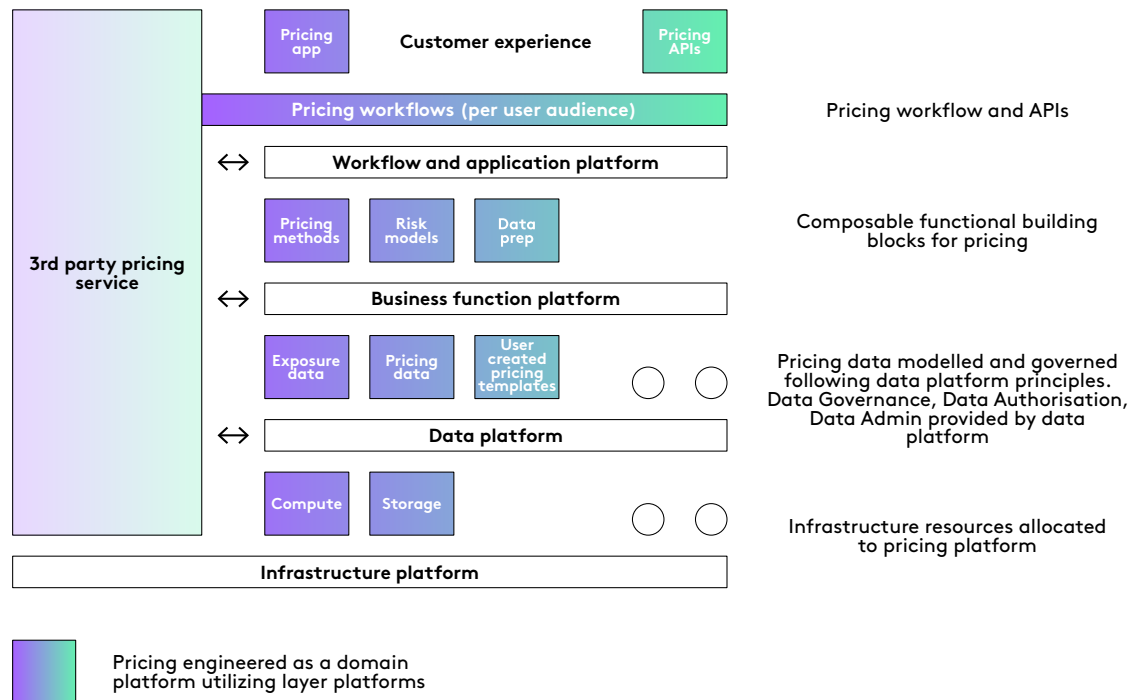 Pricing
app
Customer experience
Pricing
APIs
Pricing workflows (per user audience)
Pricing workflow and APIs
Workflow and application platform
Pricing
methods
Risk
models
Data
prep
Composable functional building
blocks for pricing
3rd party pricing
service
Business function platform
Exposure
data
Pricing
data
User
created
pricing
templates
Pricing data modelled and governed
following data platform principles.
Data Governance, Data Authorisation,
Data Admin provided by data
platform
Data platform
Compute
Storage
Infrastructure resources allocated
to pricing platform
Infrastructure platform
Pricing engineered as a domain
platform utilizing layer platforms